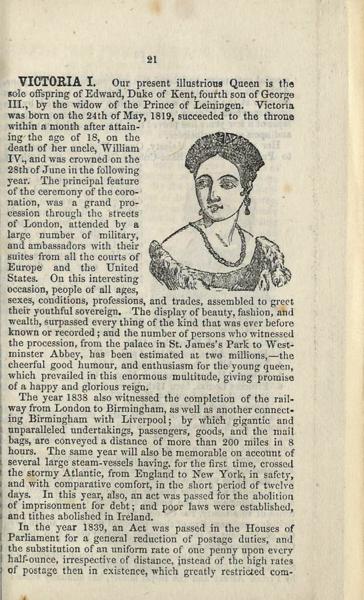 21
VICTORIA I. Our present illustrious Queen is the
sole offspring of Edward, Duke of Kent, fourth son of George
III., by the widow of the Prince of Leiningen. Victoria
was born on the 24th of May, 1819, succeeded to the throne
within a month after attain-
ing the age of 18, on the
death of her uncle, William
IV., and was crowned on the
28th of June in the following
year. The principal feature
of the ceremony of the coro-
nation, was a grand pro-
cession through the streets
of London, attended by a
large number of military,
and ambassadors with their
suites from all the courts of
Europe and the United
States. On this interesting
occasion, people of all ages,
sexes, conditions, professions, and trades, assembled to greet
their youthful sovereign. The display of beauty, fashion, and
wealth, surpassed every thing of the kind that was ever before
known or recorded; and the number of persons who witnessed
the procession, from the palace in St. James's Park to West-
minster Abbey, has been estimated at two millions,—the
cheerful good humour, and enthusiasm for the young queen,
which prevailed in this enormous multitude, giving promise
of a happy and glorious reign.
The year 1838 also witnessed the completion of the rail-
way from London to Birmingham, as well as another connect-
ing Birmingham with Liverpool; by which gigantic and
unparalleled undertakings, passengers, goods, and the mail
bags, are conveyed a distance of more than 200 miles in 8
hours. The same year will also be memorable on account of
several large steam-vessels having, for the first time, crossed
the stormy Atlantic, from England to New York, in safety,
and with comparative comfort, in the short period of twelve
days. In this year, also, an act was passed for the abolition
of imprisonment for debt; and poor laws were established,
and tithes abolished in Ireland.
In the year 1839, an Act was passed in the Houses of
Parliament for a general reduction of postage duties, and
the substitution of an uniform rate of one penny upon every
half-ounce, irrespective of distance, instead of the high rates
of postage then in existence, which greatly restricted com-